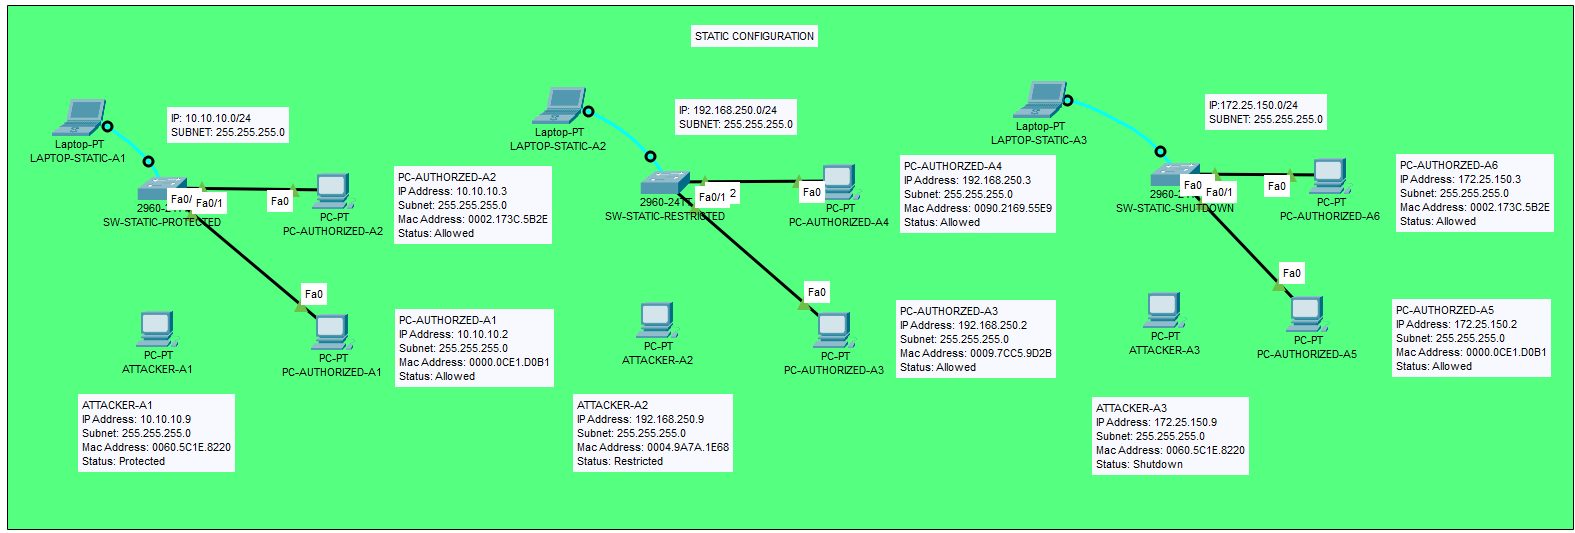 STATIC CONFIGURATION
IP: 10.10.10.0/24
SUBNET: 255.255.255.0
Laptop-PT
LAPTOP-STATIC-A1
Fa0/1
Fa0
2960-24TT
SW-STATIC-PROTECTED
PC-PT
PC-AUTHORIZED-A2
PC-AUTHORZED-A2
IP Address: 10.10.10.3
Subnet: 255.255.255.0
Mac Address: 0002.173C.5B2E
Status: Allowed
Fa0
PC-PT
PC-AUTHORIZED-A1
PC-AUTHORZED-A1
IP Address: 10.10.10.2
Subnet: 255.255.255.0
Mac Address: 0000.0CE1.D0B1
Status: Allowed
PC-PT
ATTACKER-A1
ATTACKER-A1
IP Address: 10.10.10.9
Subnet: 255.255.255.0
Mac Address: 0060.5C1E.8220
Status: Protected
IP: 192.168.250.0/24
SUBNET: 255.255.255.0
Laptop-PT
LAPTOP-STATIC-A2
Fa0/1
2
Fa0
2960-24TT
SW-STATIC-RESTRICTED
PC-PT
PC-AUTHORIZED-A4
PC-AUTHORZED-A4
IP Address: 192.168.250.3
Subnet: 255.255.255.0
Mac Address: 0090.2169.55E9
Status: Allowed
Fa0
PC-PT
PC-AUTHORIZED-A3
PC-AUTHORZED-A3
IP Address: 192.168.250.2
Subnet: 255.255.255.0
Mac Address: 0009.7CC5.9D2B
Status: Allowed
PC-PT
ATTACKER-A2
ATTACKER-A2
IP Address: 192.168.250.9
Subnet: 255.255.255.0
Mac Address: 0004.9A7A.1E68
Status: Restricted
IP:172.25.150.0/24
SUBNET: 255.255.255.0
Laptop-PT
LAPTOP-STATIC-A3
Fa0
Fa0/1
Fa0
SW-STATIC-SHUTDOWN
PC-PT
PC-AUTHORIZED-A6
PC-AUTHORZED-A6
IP Address: 172.25.150.3
Subnet: 255.255.255.0
Mac Address: 0002.173C.5B2E
Status: Allowed
Fa0
PC-PT
PC-AUTHORIZED-A5
PC-AUTHORZED-A5
IP Address: 172.25.150.2
Subnet: 255.255.255.0
Mac Address: 0000.0CE1.D0B1
Status: Allowed
PC-PT
ATTACKER-A3
ATTACKER-A3
IP Address: 172.25.150.9
Subnet: 255.255.255.0
Mac Address: 0060.5C1E.8220
Status: Shutdown